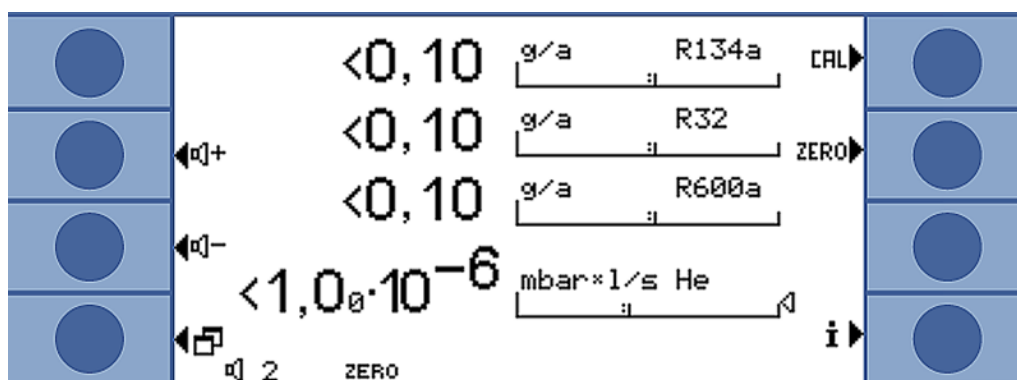 <0,10 g/a R134a CAL
<0,10 g/a R32
ZERO
+
<0,10 g/a R600a
-
<1,00·10⁻⁶ mbar×l/s He
i
2 ZERO